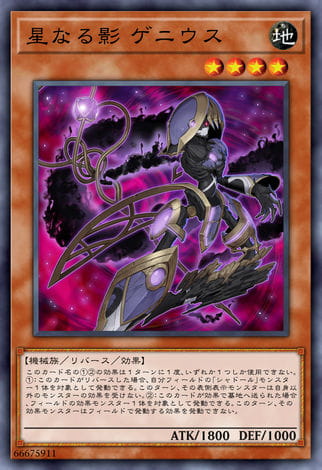 星なる影 ゲニウス
地
【機械族／リバース／効果】
このカード名の①②の効果は１ターンに１度、いずれか１つしか使用できない。
①：このカードがリバースした場合、自分フィールドの「シャドール」モンスタ
ー１体を対象として発動できる。このターン、その表側表示モンスターは自身以
外のモンスターの効果を受けない。②：このカードが効果で墓地へ送られた場合
、フィールドの効果モンスター１体を対象として発動できる。このターン、その
効果モンスターはフィールドで発動する効果を発動できない。
ATK/1800 DEF/1000
66675911